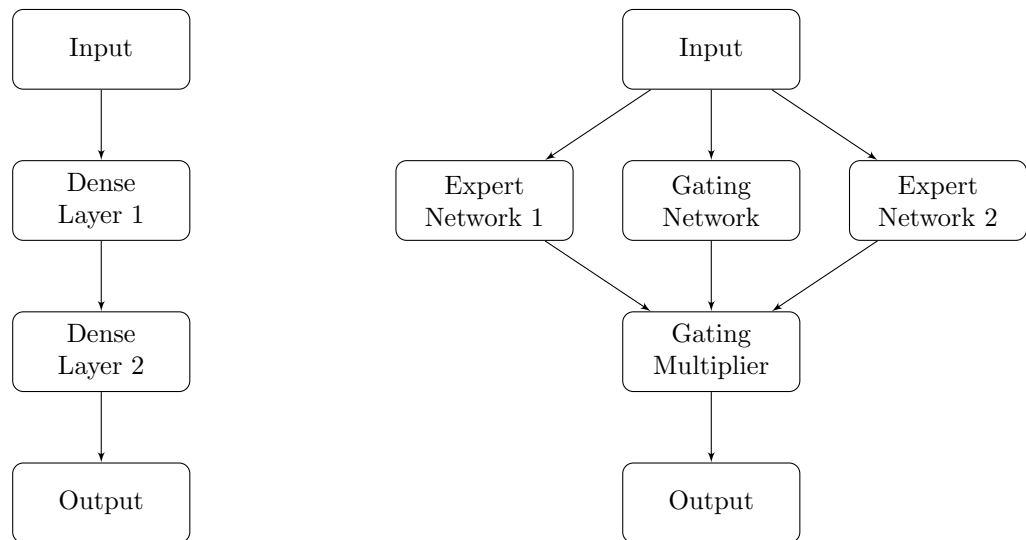 Input
Dense
Layer 1
Dense
Layer 2
Output
Input
Expert
Network 1
Gating
Network
Expert
Network 2
Gating
Multiplier
Output